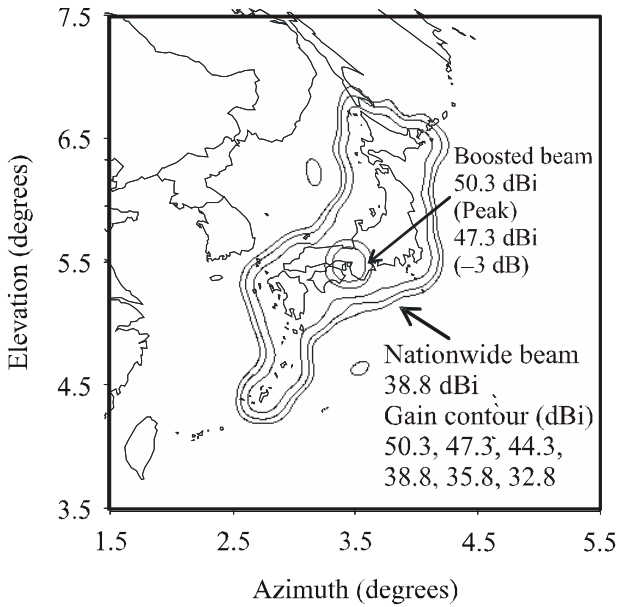 7.5
6.5
5.5
4.5
3.5
1.5
2.5
3.5
4.5
5.5
Elevation (degrees)
Azimuth (degrees)
Boosted beam
50.3 dBi
(Peak)
47.3 dBi
(–3 dB)
Nationwide beam
38.8 dBi
Gain contour (dBi)
50.3, 47.3, 44.3,
38.8, 35.8, 32.8